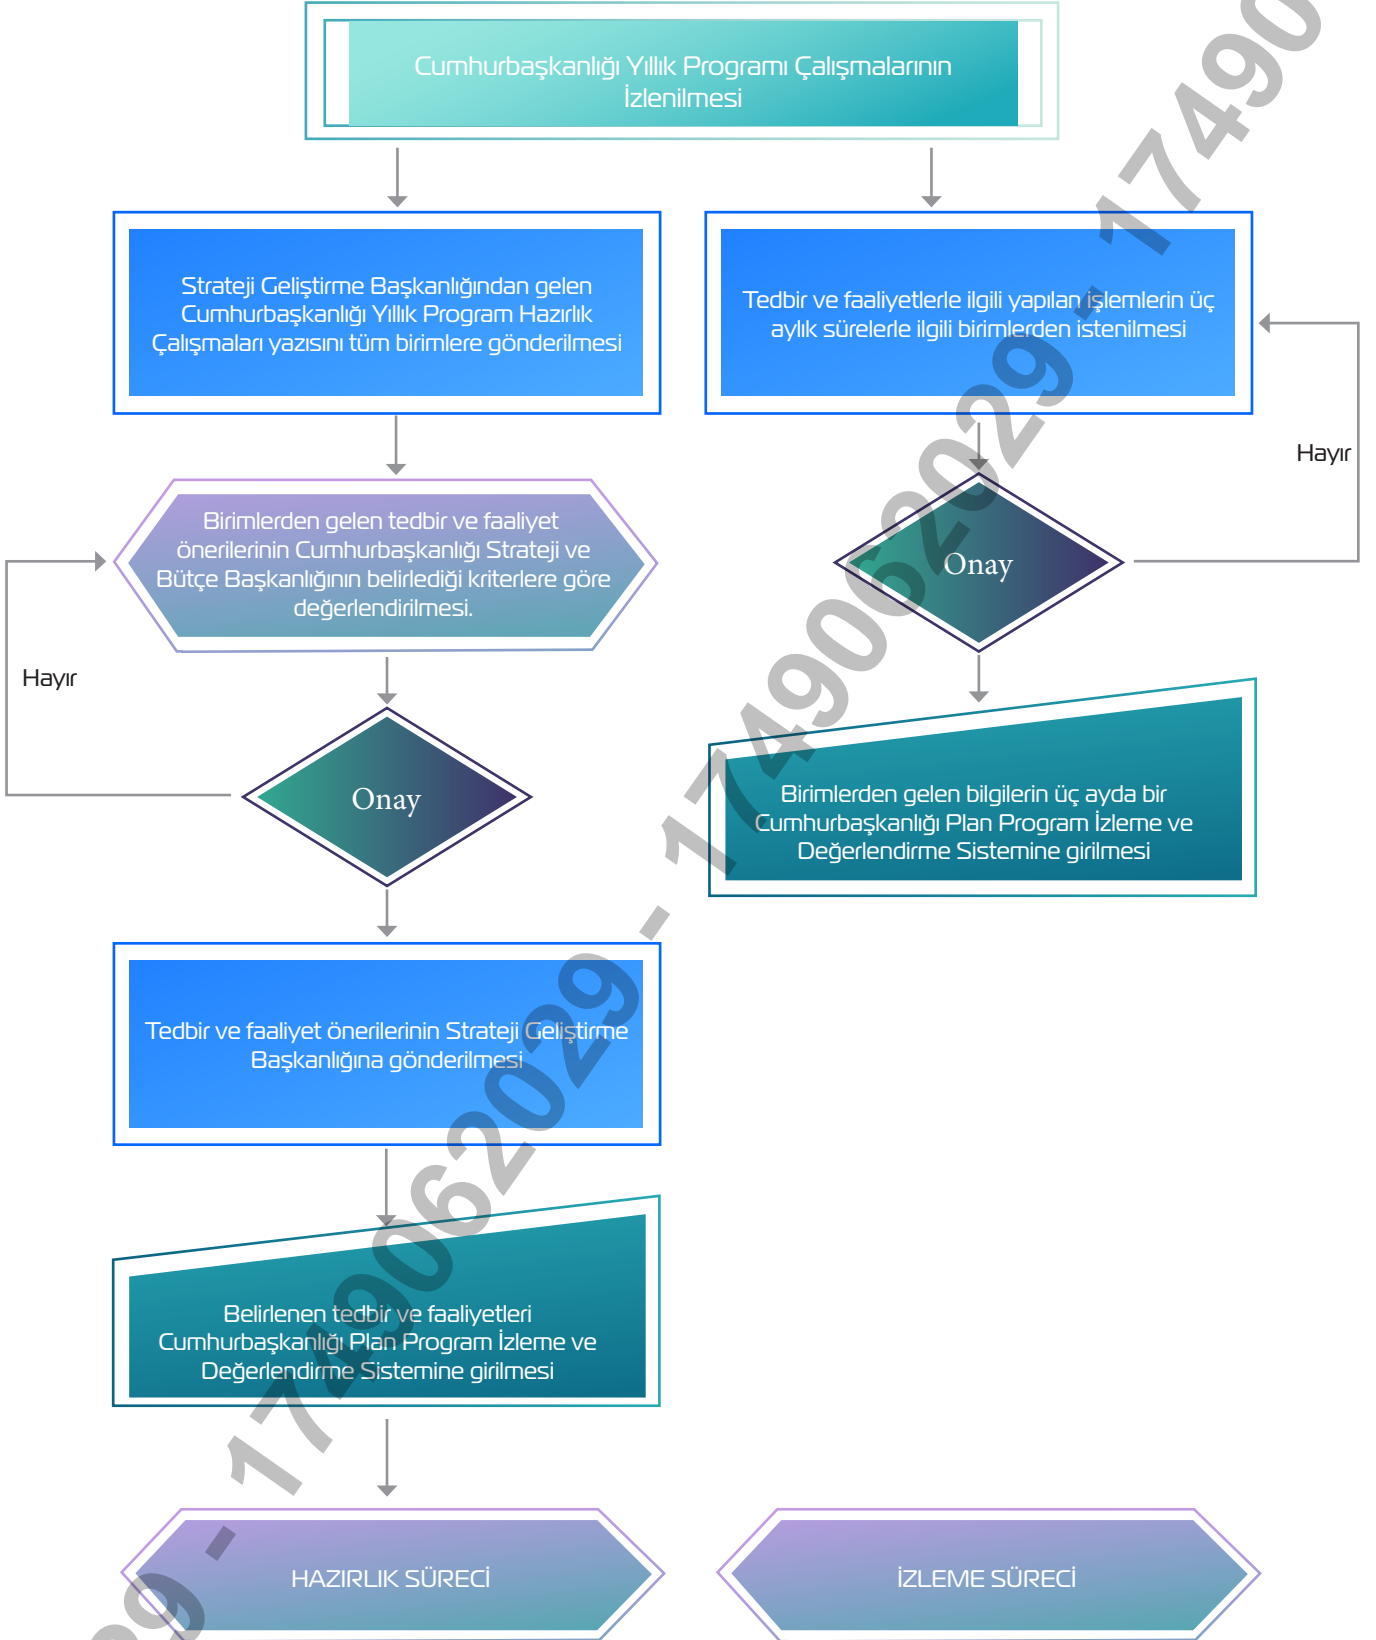 Cumhurbaşkanlığı Yıllık Programı Çalışmalarının
İzlenilmesi
Strateji Geliştirme Başkanlığından gelen
Cumhurbaşkanlığı Yıllık Program Hazırlık
Çalışmaları yazısını tüm birimlere gönderilmesi
Tedbir ve faaliyetlerle ilgili yapılan işlemlerin üç
aylık sürelerle ilgili birimlerden istenilmesi
Hayır
Birimlerden gelen tedbir ve faaliyet
önerilerinin Cumhurbaşkanlığı Strateji ve
Bütçe Başkanlığının belirlediği kriterlere göre
değerlendirilmesi.
Onay
Hayır
Onay
Birimlerden gelen bilgilerin üç ayda bir
Cumhurbaşkanlığı Plan Program İzleme ve
Değerlendirme Sistemine girilmesi
Tedbir ve faaliyet önerilerinin Strateji Geliştirme
Başkanlığına gönderilmesi
Belirlenen tedbir ve faaliyetleri
Cumhurbaşkanlığı Plan Program İzleme ve
Değerlendirme Sistemine girilmesi
HAZIRLIK SÜRECİ
İZLEME SÜRECİ
29 - 1749062029 - 1749062029 - 17490